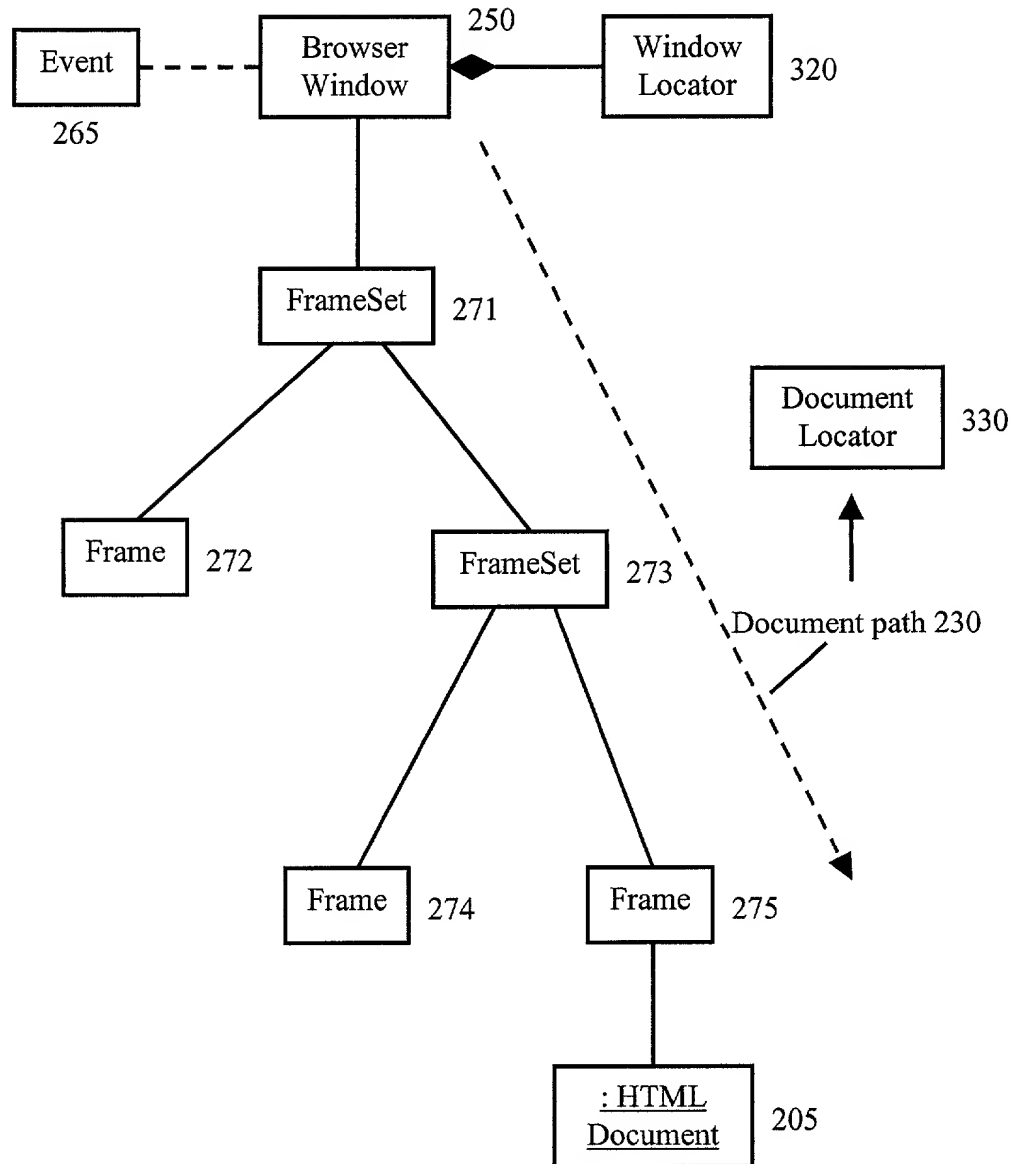 250
Event
Browser
Window
Window
Locator
320
265
FrameSet
271
Document
Locator
330
Frame
272
FrameSet
273
Document path 230
Frame
274
Frame
275
: HTML
Document
205